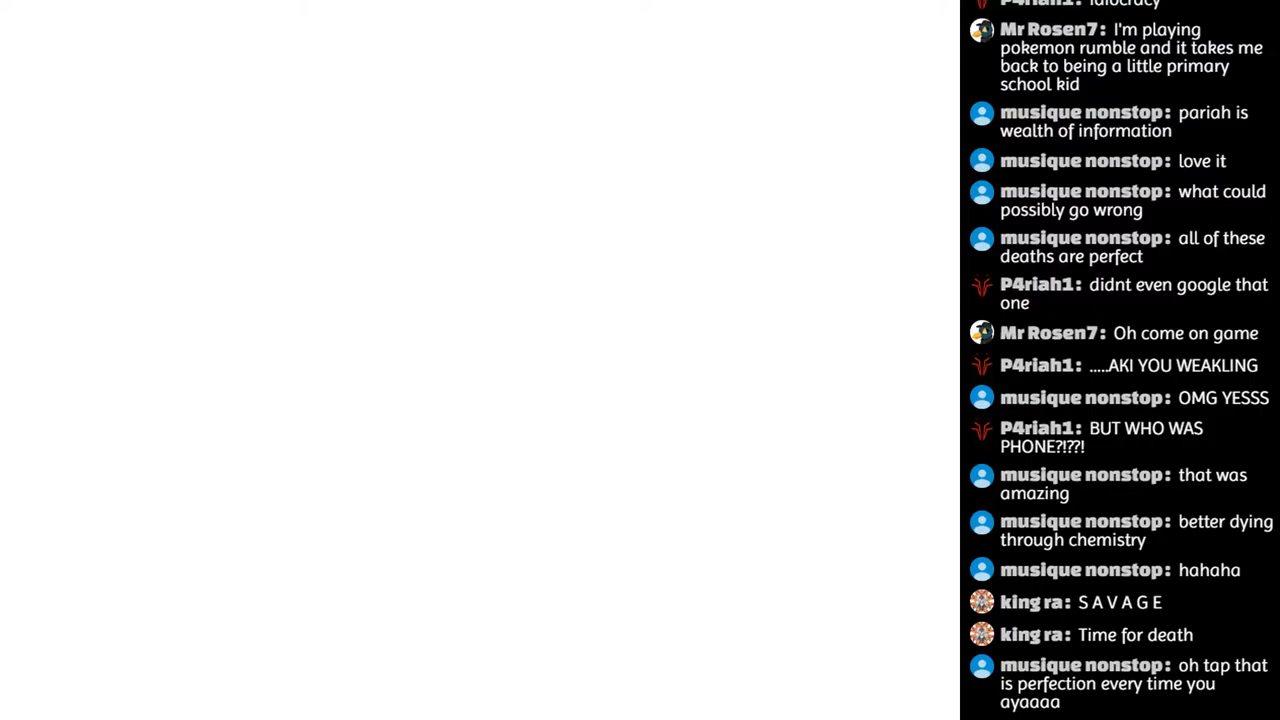 P4riah1: idiocracy
Mr Rosen7: I'm playing
pokemon rumble and it takes me
back to being a little primary
school kid
musique nonstop: pariah is
wealth of information
musique nonstop: love it
musique nonstop: what could
possibly go wrong
musique nonstop: all of these
deaths are perfect
P4riah1: didnt even google that
one
Mr Rosen7: Oh come on game
P4riah1: .....AKI YOU WEAKLING
musique nonstop: OMG YESSS
P4riah1: BUT WHO WAS
PHONE?!??!
musique nonstop: that was
amazing
musique nonstop: better dying
through chemistry
musique nonstop: hahaha
king ra: S A V A G E
king ra: Time for death
musique nonstop: oh tap that
is perfection every time you
ayaaaa